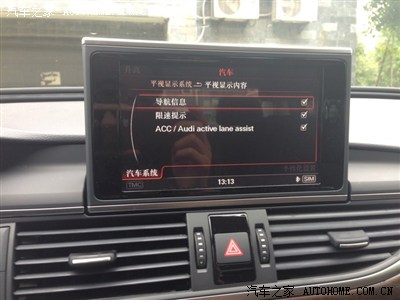 汽车之家
汽车
平视显示系统 平视显示内容
导航信息
限速提示
ACC / Audi active lane assist
汽车系统
TMC
13:13
SIM
汽车之家 AUTOHOME.COM.CN